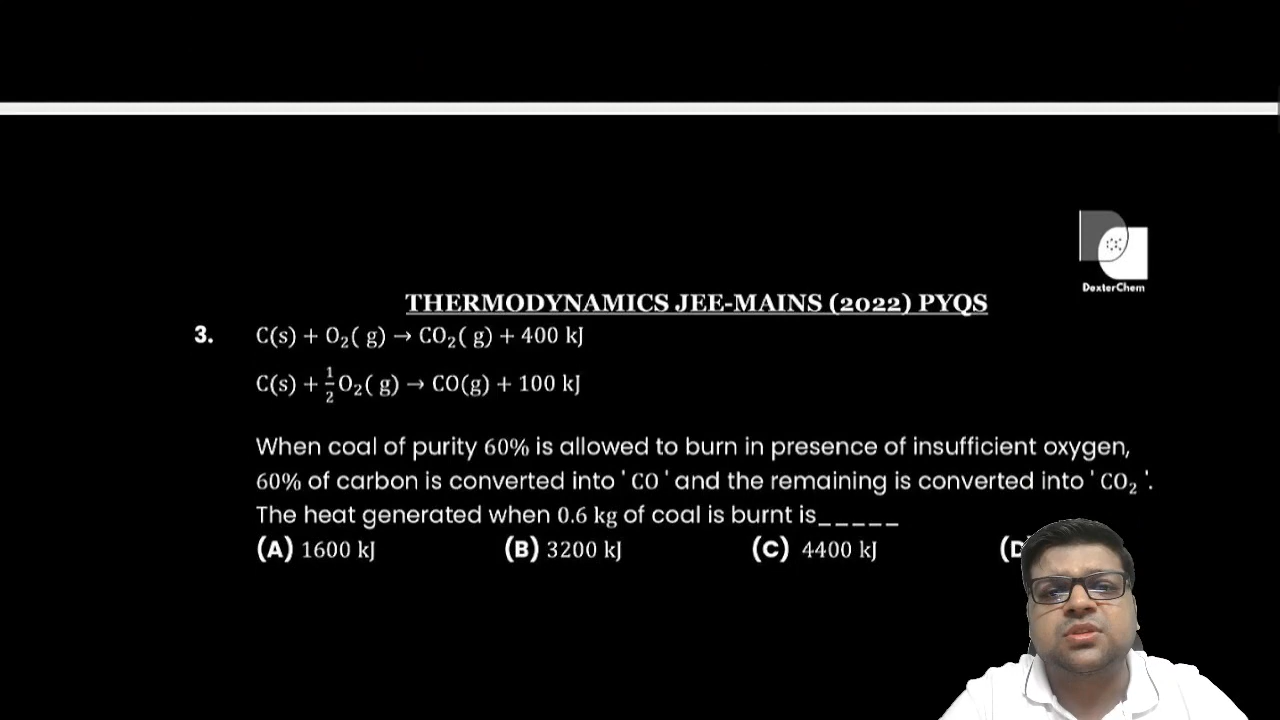 DexterChem
THERMODYNAMICS JEE-MAINS (2022) PYQS
3. C(s) + O₂( g) → CO₂( g) + 400 kJ
C(s) + 1/2 O₂( g) → CO(g) + 100 kJ
When coal of purity 60% is allowed to burn in presence of insufficient oxygen,
60% of carbon is converted into ' CO ' and the remaining is converted into ' CO₂ '.
The heat generated when 0.6 kg of coal is burnt is_____
(A) 1600 kJ (B) 3200 kJ (C) 4400 kJ